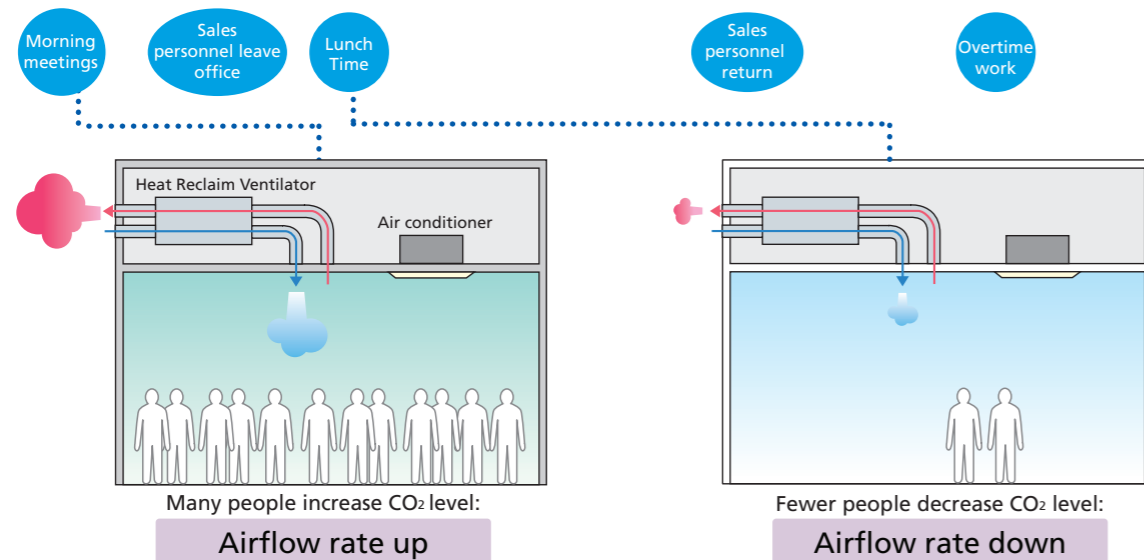 Morning
meetings
Sales
personnel leave
office
Lunch
Time
Sales
personnel
return
Overtime
work
Heat Reclaim Ventilator
Air conditioner
Many people increase CO2 level:
Airflow rate up
Fewer people decrease CO2 level:
Airflow rate down